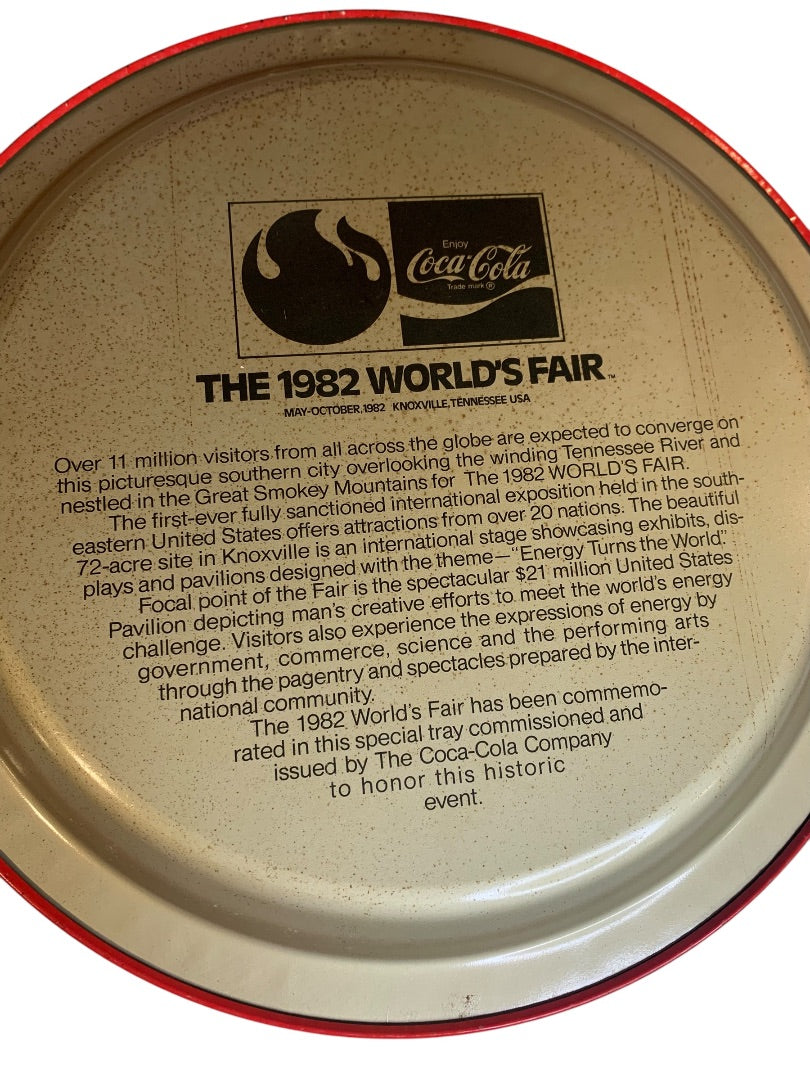 Enjoy
Coca-Cola
Trade mark ®
THE 1982 WORLD'S FAIR™
MAY-OCTOBER, 1982 KNOXVILLE, TENNESSEE USA
Over 11 million visitors from all across the globe are expected to converge on
this picturesque southern city overlooking the winding Tennessee River and
nestled in the Great Smokey Mountains for The 1982 WORLD'S FAIR.
The first-ever fully sanctioned international exposition held in the south-
eastern United States offers attractions from over 20 nations. The beautiful
72-acre site in Knoxville is an international stage showcasing exhibits, dis-
plays and pavilions designed with the theme—"Energy Turns the World."
Focal point of the Fair is the spectacular $21 million United States
Pavilion depicting man's creative efforts to meet the world's energy
challenge. Visitors also experience the expressions of energy by
government, commerce, science and the performing arts
through the pagentry and spectacles prepared by the inter-
national community.
The 1982 World's Fair has been commemo-
rated in this special tray commissioned and
issued by The Coca-Cola Company
to honor this historic
event.